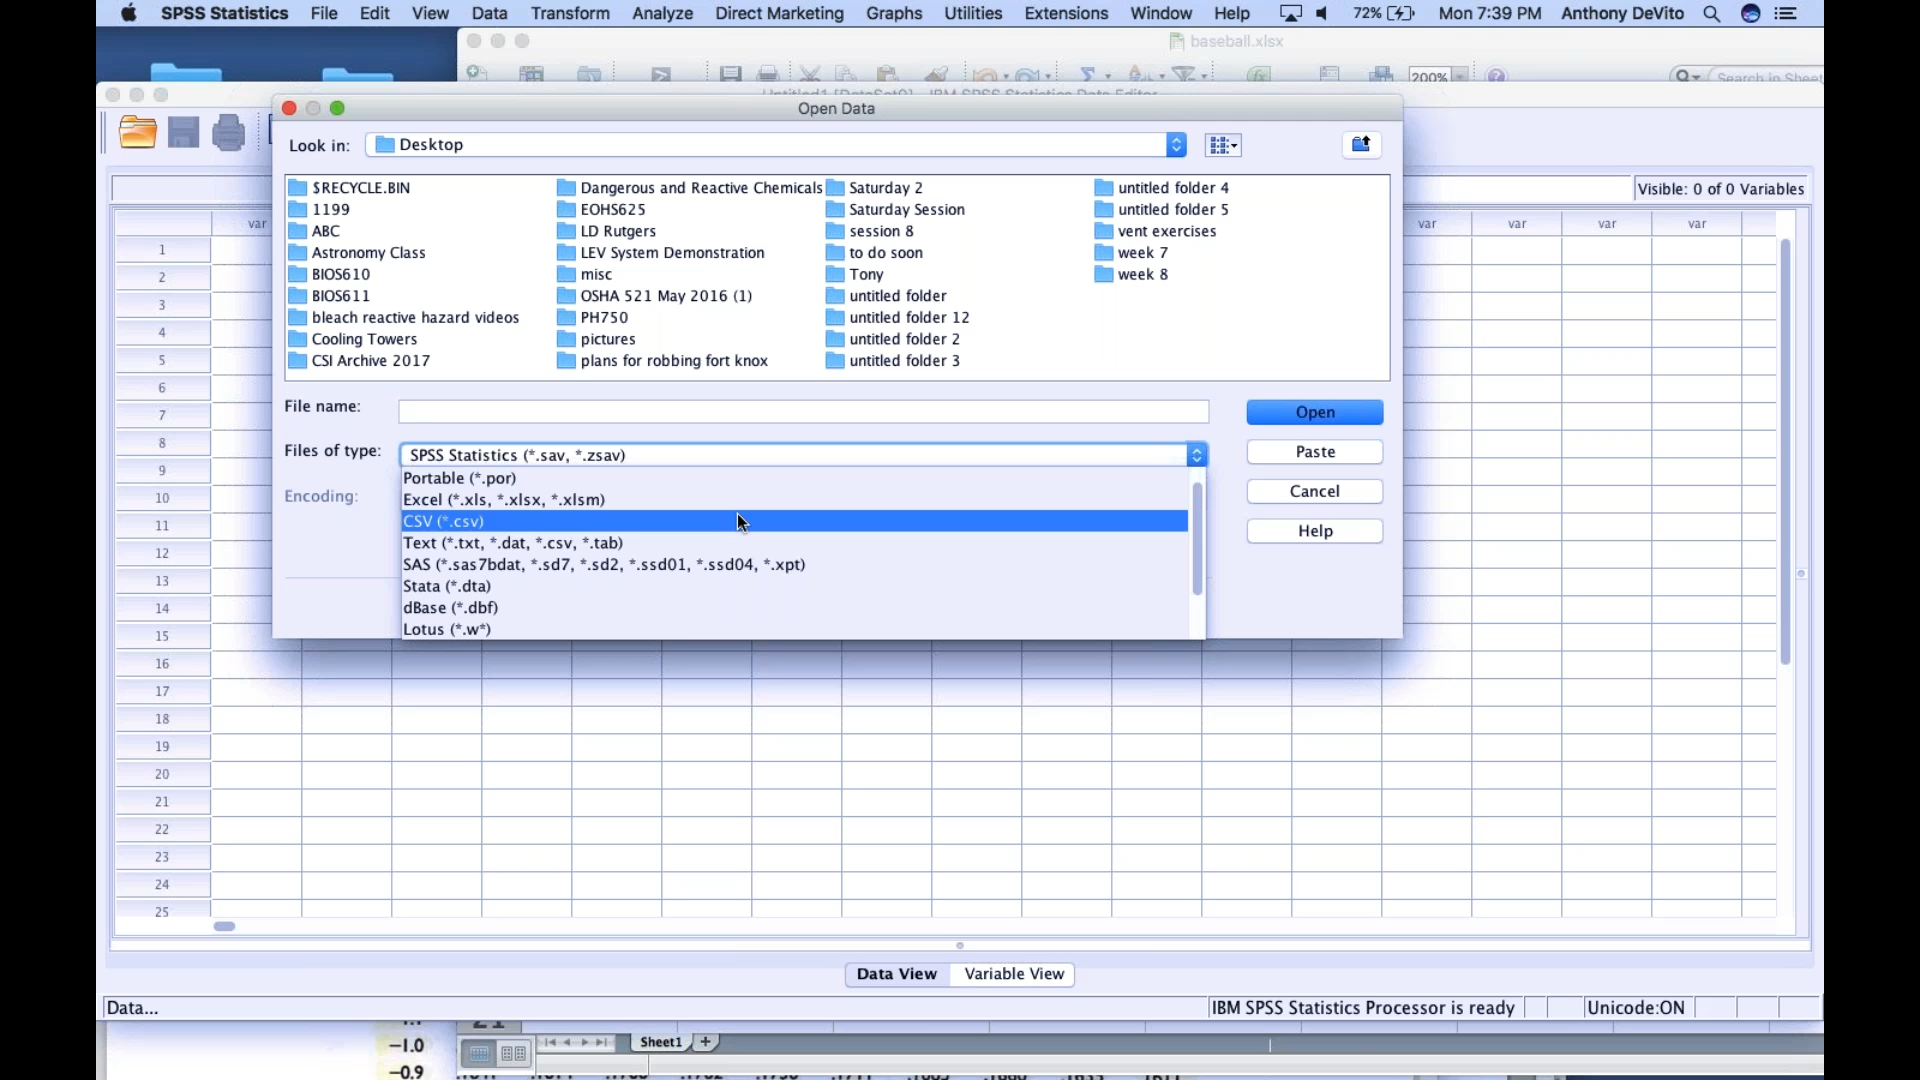 SPSS Statistics File Edit View Data Transform Analyze Direct Marketing Graphs Utilities Extensions Window Help 72% Mon 7:39 PM Anthony DeVito
baseball.xlsx
200% Search in Sheet
Open Data
Look in: Desktop
$RECYCLE.BIN Dangerous and Reactive Chemicals Saturday 2 untitled folder 4
1199 EOHS625 Saturday Session untitled folder 5
ABC LD Rutgers session 8 vent exercises
Astronomy Class LEV System Demonstration to do soon week 7
BIOS610 misc Tony week 8
BIOS611 OSHA 521 May 2016 (1) untitled folder
bleach reactive hazard videos PH750 untitled folder 12
Cooling Towers pictures untitled folder 2
CSI Archive 2017 plans for robbing fort knox untitled folder 3
File name: Open
Files of type: SPSS Statistics (*.sav, *.zsav) Paste
Encoding: Cancel
Help
Portable (*.por)
Excel (*.xls, *.xlsx, *.xlsm)
CSV (*.csv)
Text (*.txt, *.dat, *.csv, *.tab)
SAS (*.sas7bdat, *.sd7, *.sd2, *.ssd01, *.ssd04, *.xpt)
Stata (*.dta)
dBase (*.dbf)
Lotus (*.w*)
Visible: 0 of 0 Variables
var var var var var
1
2
3
4
5
6
7
8
9
10
11
12
13
14
15
16
17
18
19
20
21
22
23
24
25
Data View Variable View
Data... IBM SPSS Statistics Processor is ready Unicode:ON
Sheet1 +
−1.0
−0.9